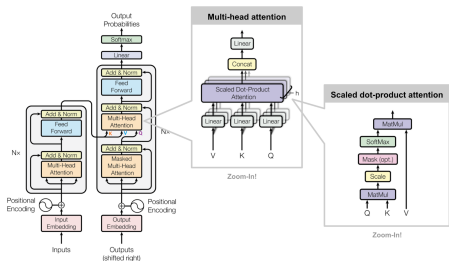 Output
Probabilities
Softmax
Linear
Add & Norm
Feed
Forward
Add & Norm
Multi-Head
Attention
Add & Norm
Masked
Multi-Head
Attention
Nx
Positional
Encoding
Output
Embedding
Outputs
(shifted right)
Add & Norm
Feed
Forward
Add & Norm
Multi-Head
Attention
Nx
Positional
Encoding
Input
Embedding
Inputs
Multi-head attention
Linear
Concat
Scaled Dot-Product
Attention
h
Linear
Linear
Linear
V
K
Q
Zoom-In!
Scaled dot-product attention
MatMul
SoftMax
Mask (opt.)
Scale
MatMul
Q
K
V
Zoom-In!